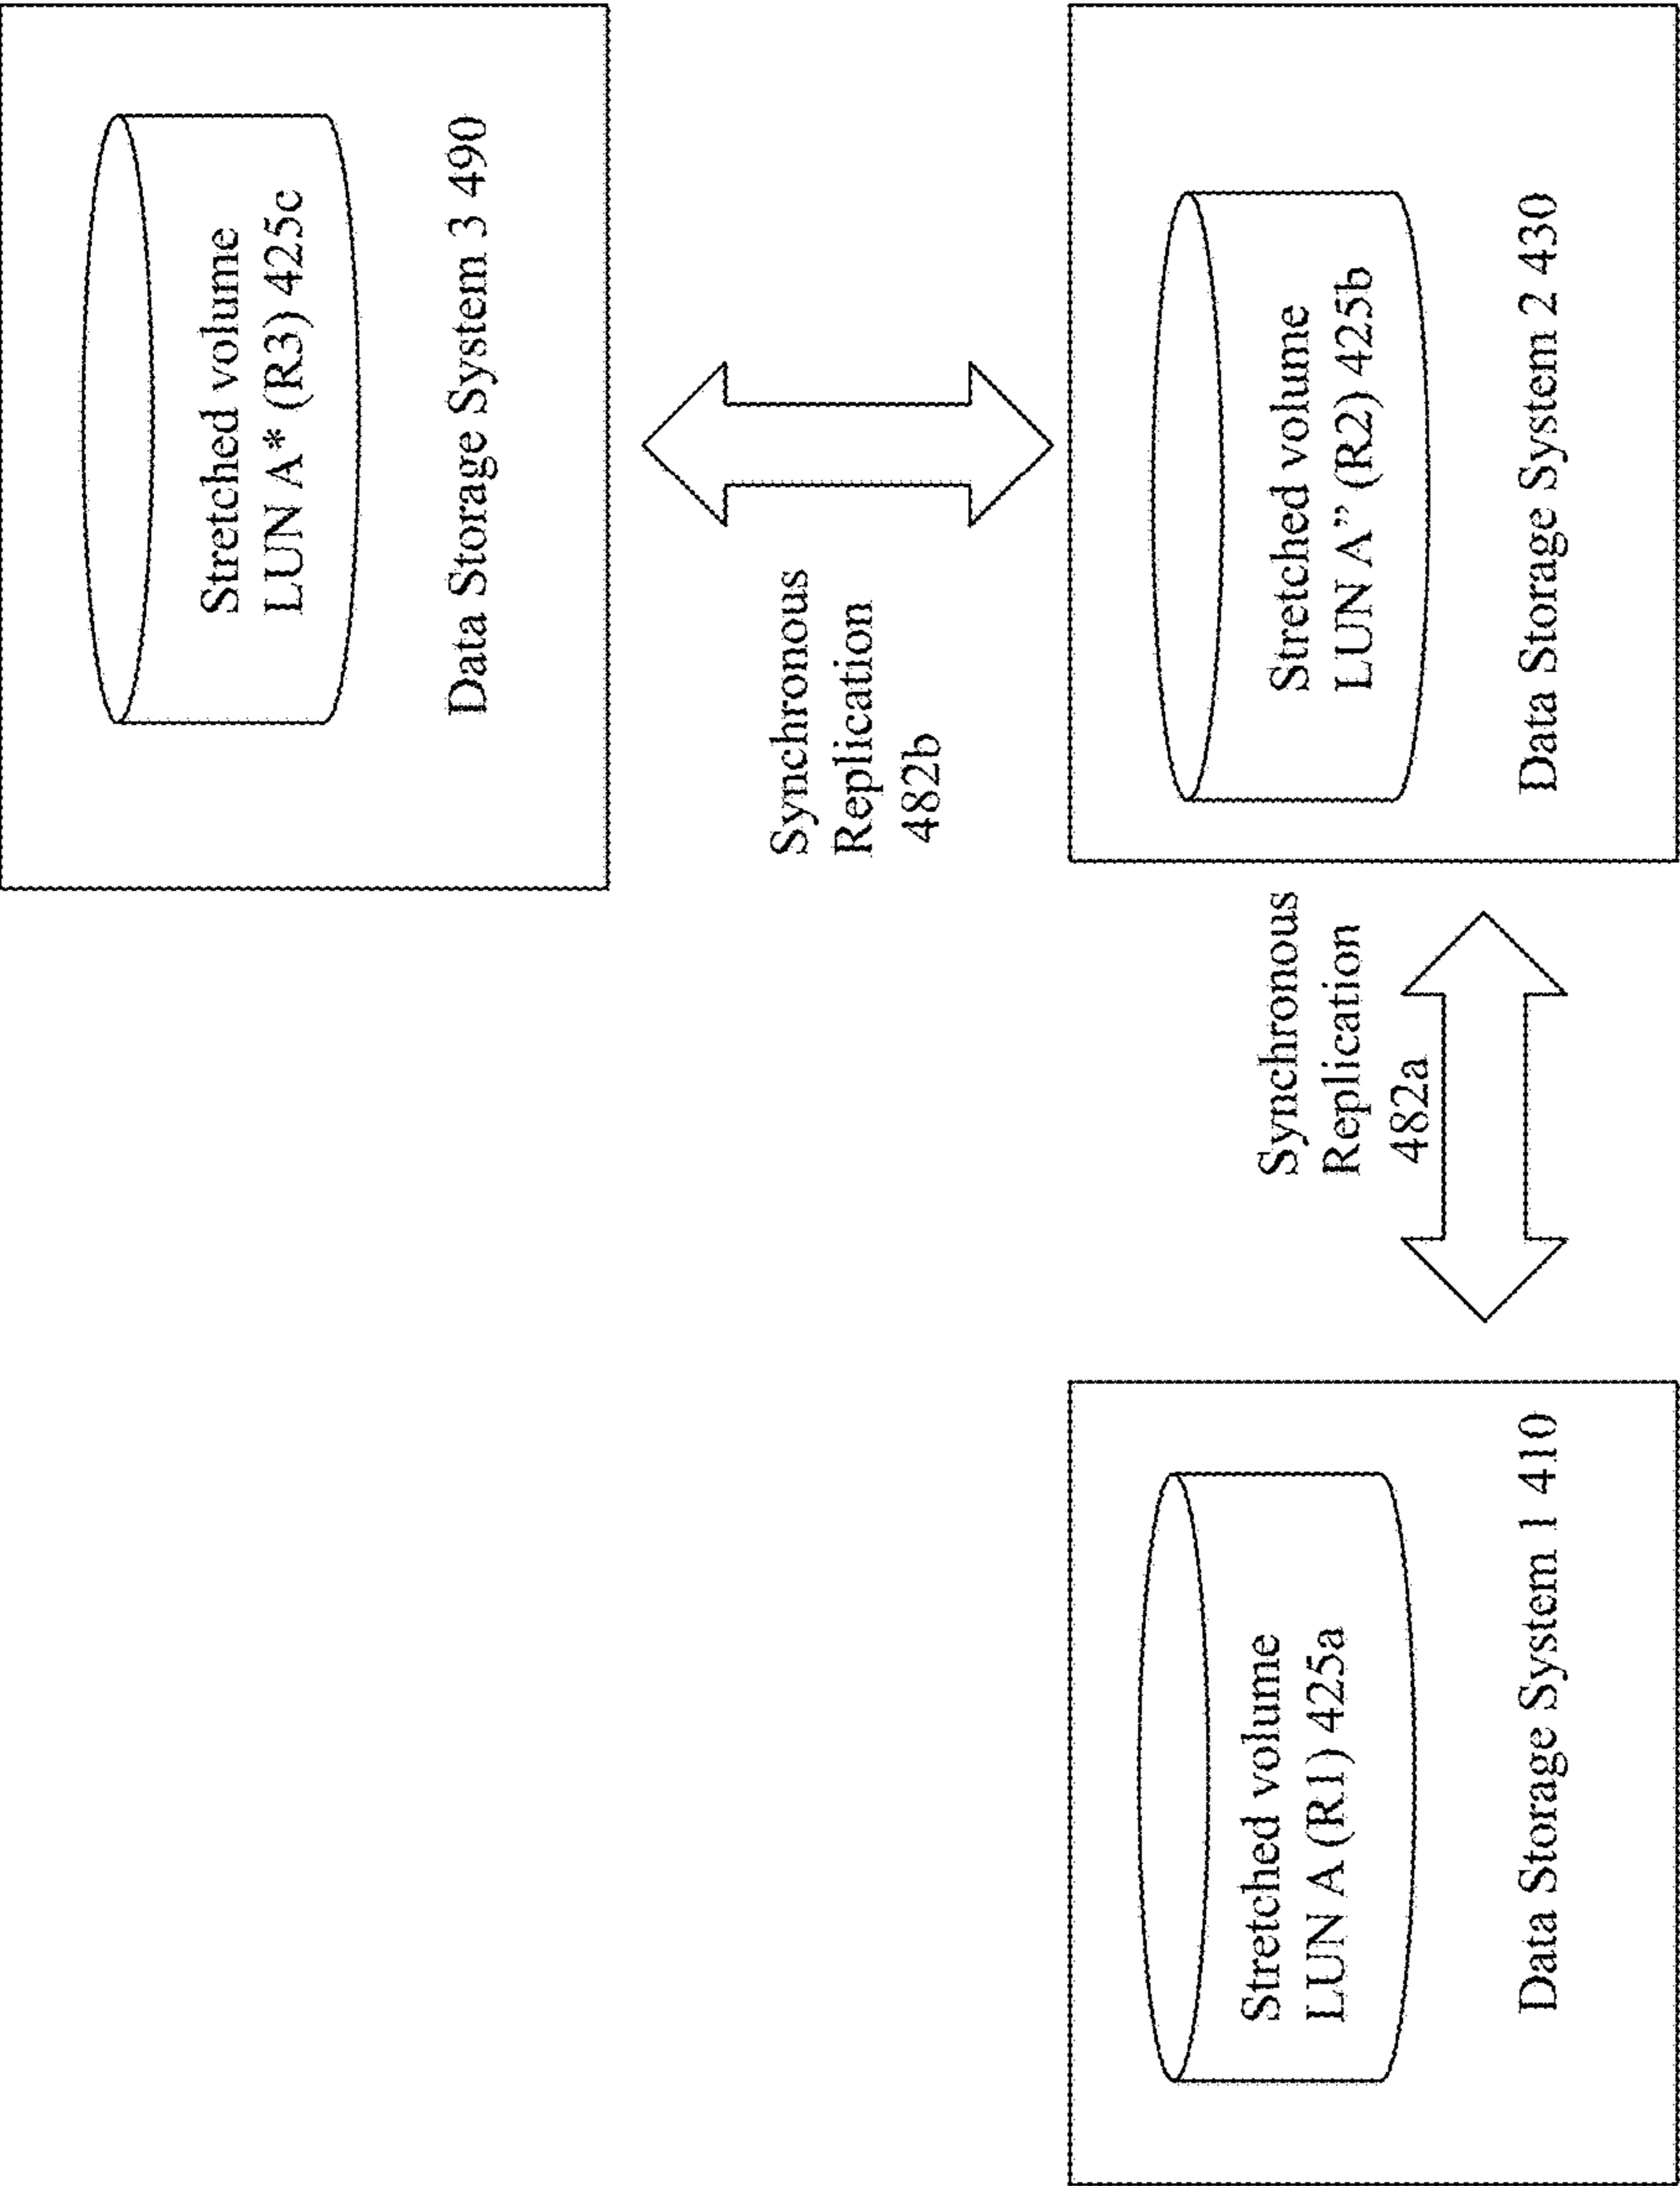 Stretched volume
LUN A* (R3) 425c
Data Storage System 3 490
Synchronous
Replication
482b
Stretched volume
LUN A (R1) 425a
Data Storage System 1 410
Synchronous
Replication
482a
Stretched volume
LUN A” (R2) 425b
Data Storage System 2 430